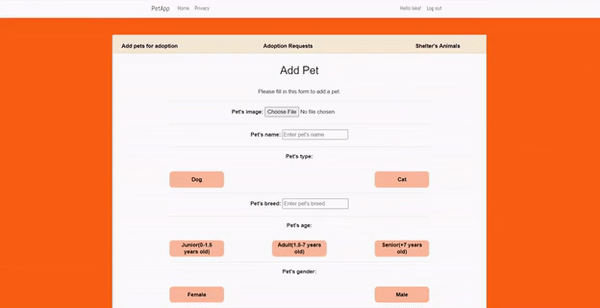 PetApp Home Privacy Hello laka! Log out
Add pets for adoption Adoption Requests Shelter's Animals
Add Pet
Please fill in this form to add a pet.
Pet's image: Choose File No file chosen
Pet's name: Enter pet's name
Pet's type:
Dog Cat
Pet's breed: Enter pet's breed
Pet's age:
Junior(0-1.5 years old) Adult(1.5-7 years old) Senior(+7 years old)
Pet's gender:
Female Male